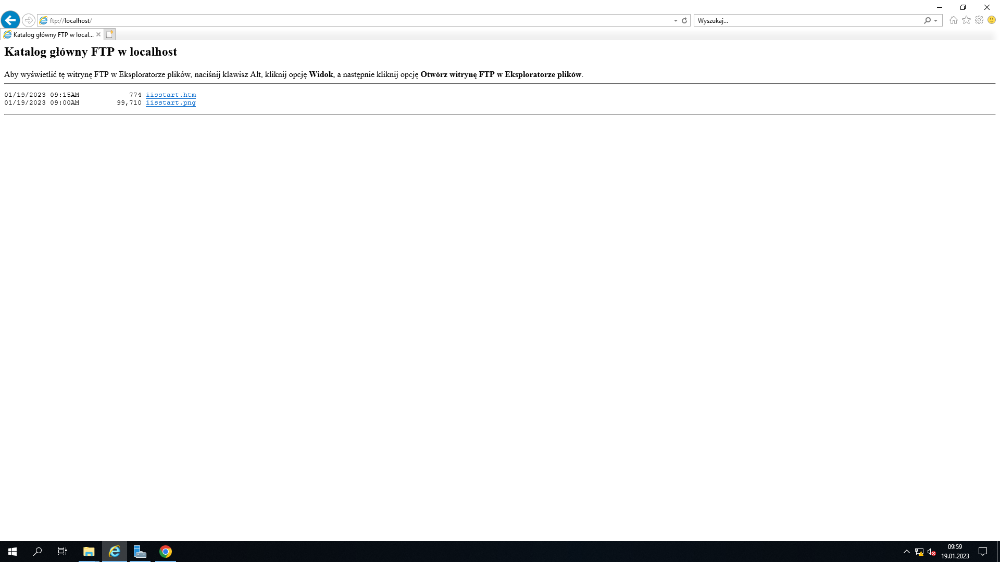 ftp://localhost/
Wyszukaj...
Katalog główny FTP w local...
Katalog główny FTP w localhost
Aby wyświetlić tę witrynę FTP w Eksploratorze plików, naciśnij klawisz Alt, kliknij opcję Widok, a następnie kliknij opcję Otwórz witrynę FTP w Eksploratorze plików.
01/19/2023 09:15AM 774 iisstart.htm
01/19/2023 09:00AM 99,710 iisstart.png
09:59
19.01.2023